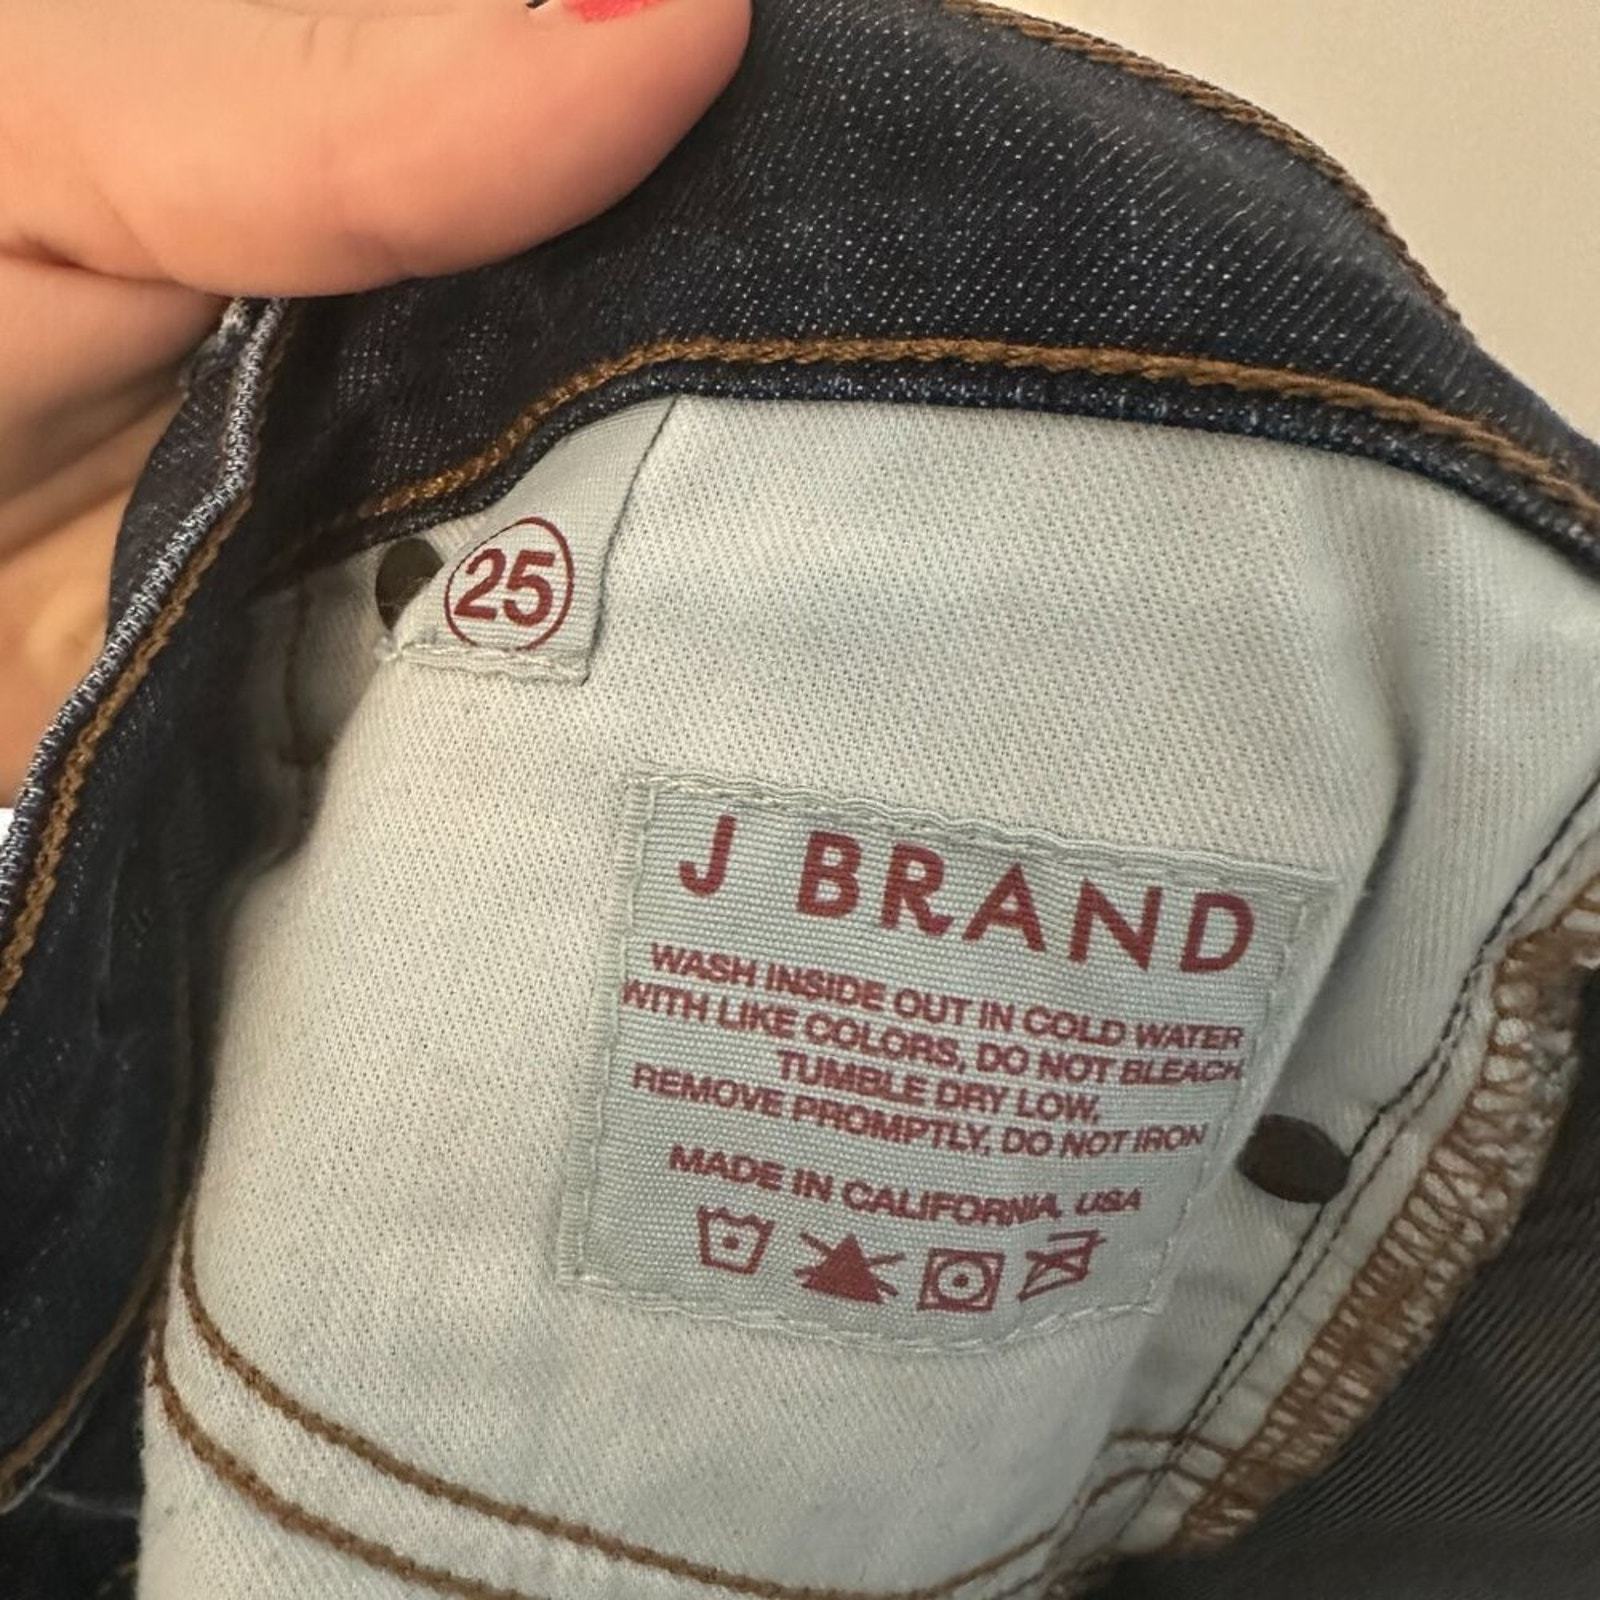 25
J BRAND
WASH INSIDE OUT IN COLD WATER
WITH LIKE COLORS, DO NOT BLEACH
TUMBLE DRY LOW,
REMOVE PROMPTLY, DO NOT IRON
MADE IN CALIFORNIA, USA